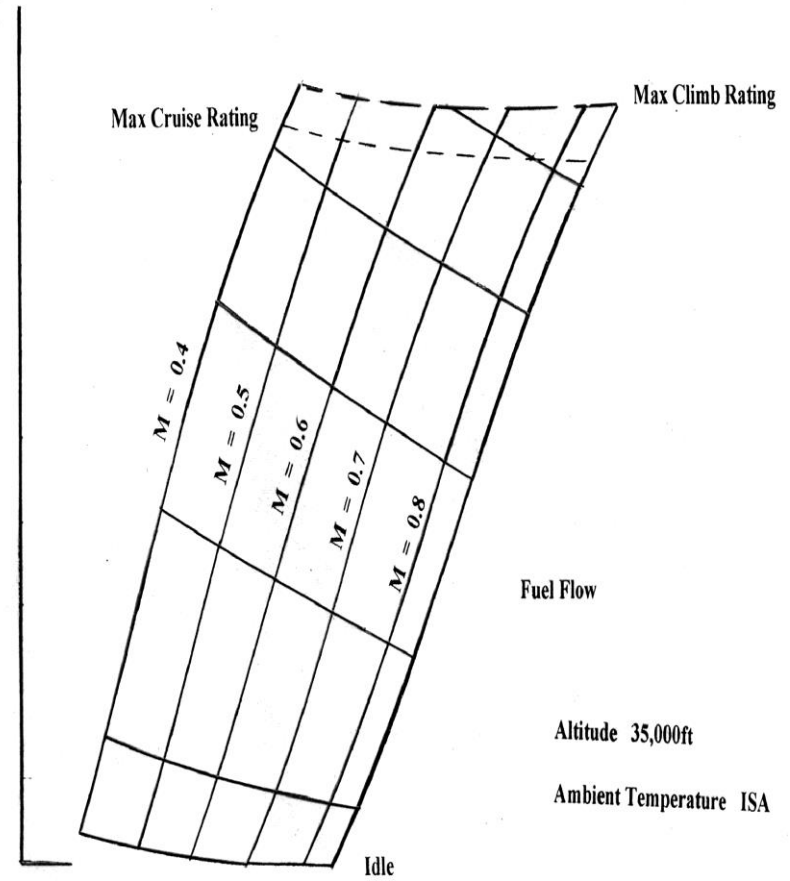 Max Climb Rating
Max Cruise Rating
M = 0.4
M = 0.5
M = 0.6
M = 0.7
M = 0.8
Fuel Flow
Altitude 35,000ft
Ambient Temperature ISA
Idle